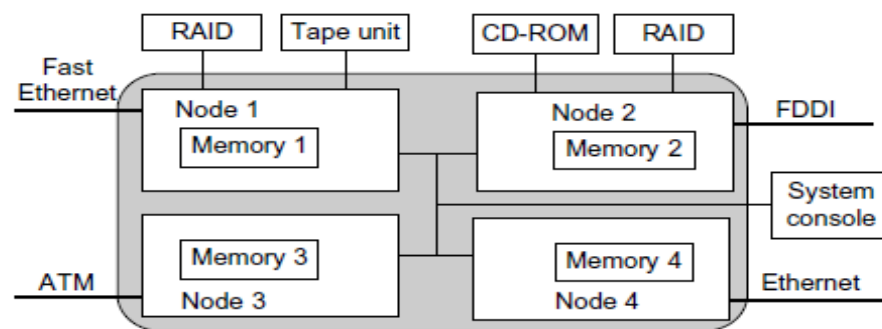 RAID
Tape unit
CD-ROM
RAID
Fast
Ethernet
Node 1
Memory 1
Node 2
Memory 2
FDDI
System
console
Memory 3
Node 3
ATM
Memory 4
Node 4
Ethernet